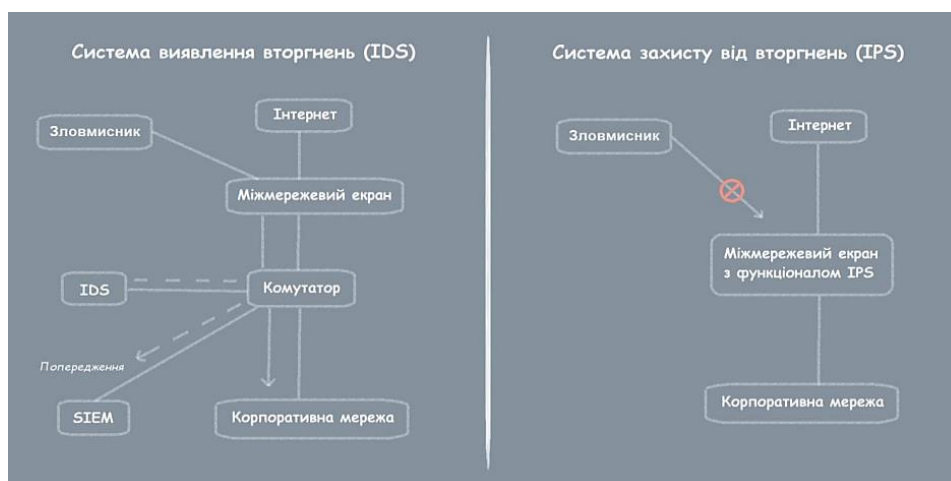 Система виявлення вторгнень (IDS)
Зловмисник
Інтернет
Міжмережевий екран
IDS
Комутатор
Попередження
SIEM
Корпоративна мережа
Система захисту від вторгнень (IPS)
Зловмисник
Інтернет
Міжмережевий екран
з функціоналом IPS
Корпоративна мережа